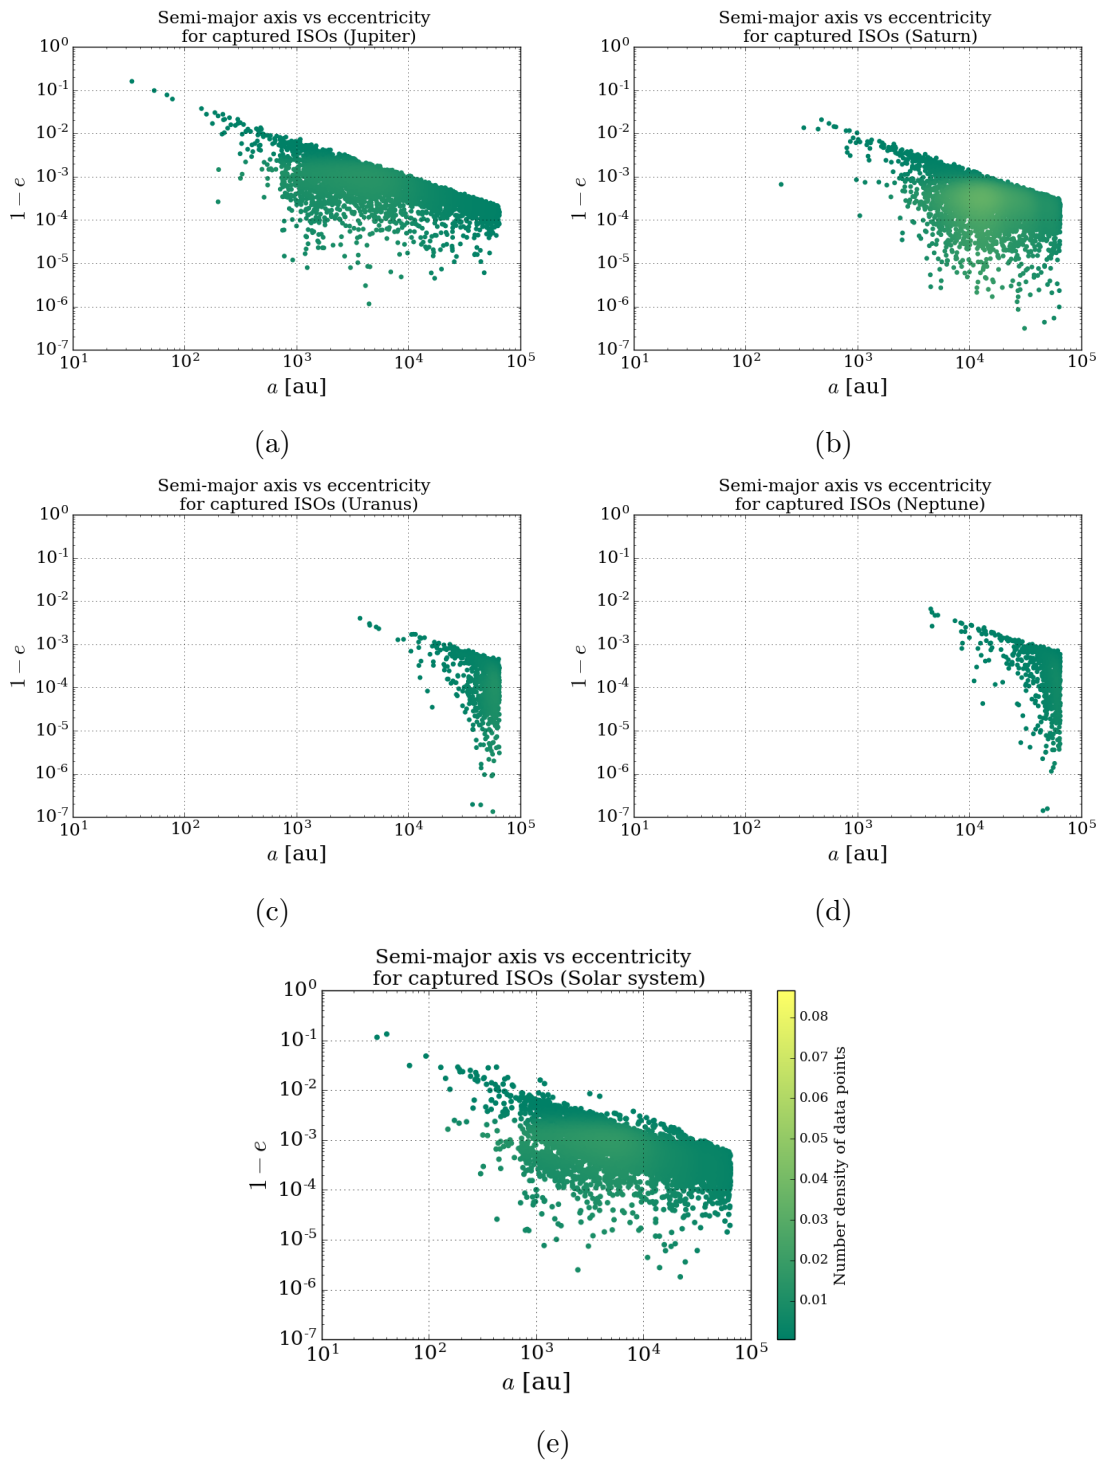 Semi-major axis vs eccentricity
for captured ISOs (Jupiter)
10^0
10^-1
10^-2
10^-3
10^-4
10^-5
10^-6
10^-7
1 − e
10^1 10^2 10^3 10^4 10^5
a [au]
(a)
Semi-major axis vs eccentricity
for captured ISOs (Saturn)
10^0
10^-1
10^-2
10^-3
10^-4
10^-5
10^-6
10^-7
1 − e
10^1 10^2 10^3 10^4 10^5
a [au]
(b)
Semi-major axis vs eccentricity
for captured ISOs (Uranus)
10^0
10^-1
10^-2
10^-3
10^-4
10^-5
10^-6
10^-7
1 − e
10^1 10^2 10^3 10^4 10^5
a [au]
(c)
Semi-major axis vs eccentricity
for captured ISOs (Neptune)
10^0
10^-1
10^-2
10^-3
10^-4
10^-5
10^-6
10^-7
1 − e
10^1 10^2 10^3 10^4 10^5
a [au]
(d)
Semi-major axis vs eccentricity
for captured ISOs (Solar system)
10^0
10^-1
10^-2
10^-3
10^-4
10^-5
10^-6
10^-7
1 − e
10^1 10^2 10^3 10^4 10^5
a [au]
0.08
0.07
0.06
0.05
0.04
0.03
0.02
0.01
Number density of data points
(e)